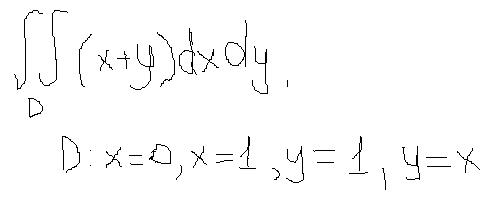 ∬ (x+y)dxdy.
D
D: x=0, x=1, y=1, y=x